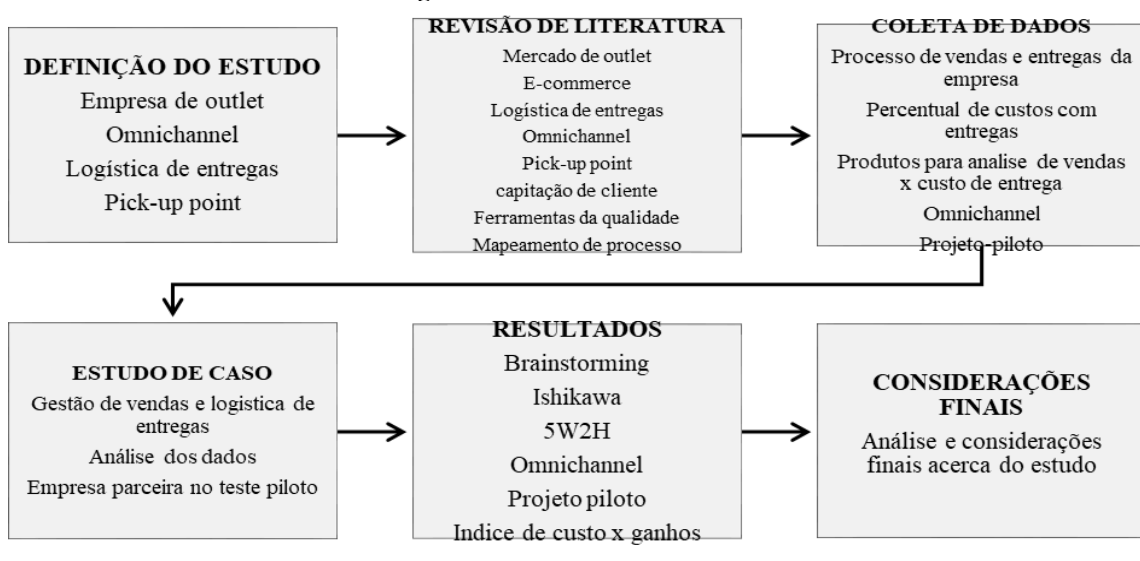 DEFINIÇÃO DO ESTUDO
Empresa de outlet
Omnichannel
Logística de entregas
Pick-up point
REVISÃO DE LITERATURA
Mercado de outlet
E-commerce
Logística de entregas
Omnichannel
Pick-up point
capitação de cliente
Ferramentas da qualidade
Mapeamento de processo
COLETA DE DADOS
Processo de vendas e entregas da
empresa
Percentual de custos com
entregas
Produtos para analise de vendas
x custo de entrega
Omnichannel
Projeto-piloto
ESTUDO DE CASO
Gestão de vendas e logistica de
entregas
Análise dos dados
Empresa parceira no teste piloto
RESULTADOS
Brainstorming
Ishikawa
5W2H
Omnichannel
Projeto piloto
Indice de custo x ganhos
CONSIDERAÇÕES
FINAIS
Análise e considerações
finais acerca do estudo